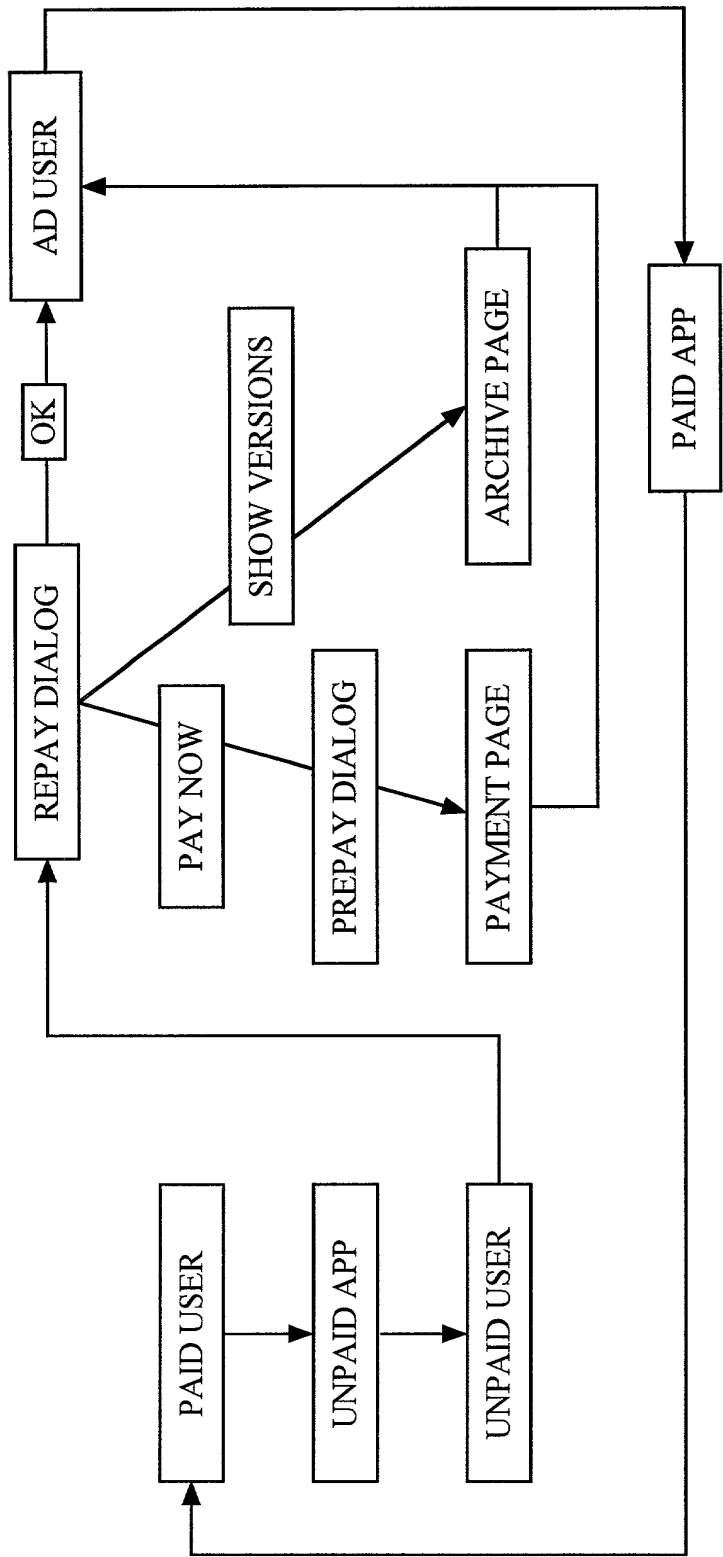 REPAY DIALOG
OK
AD USER
PAID USER
PAY NOW
SHOW VERSIONS
UNPAID APP
PREPAY DIALOG
UNPAID USER
PAYMENT PAGE
ARCHIVE PAGE
PAID APP